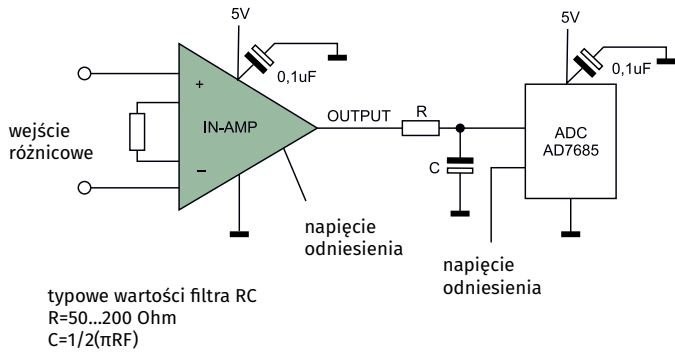 5V
0,1uF
+
IN-AMP
–
wejście
różnicowe
OUTPUT
R
C
5V
0,1uF
ADC
AD7685
napięcie
odniesienia
napięcie
odniesienia
typowe wartości filtra RC
R=50...200 Ohm
C=1/2(πRF)